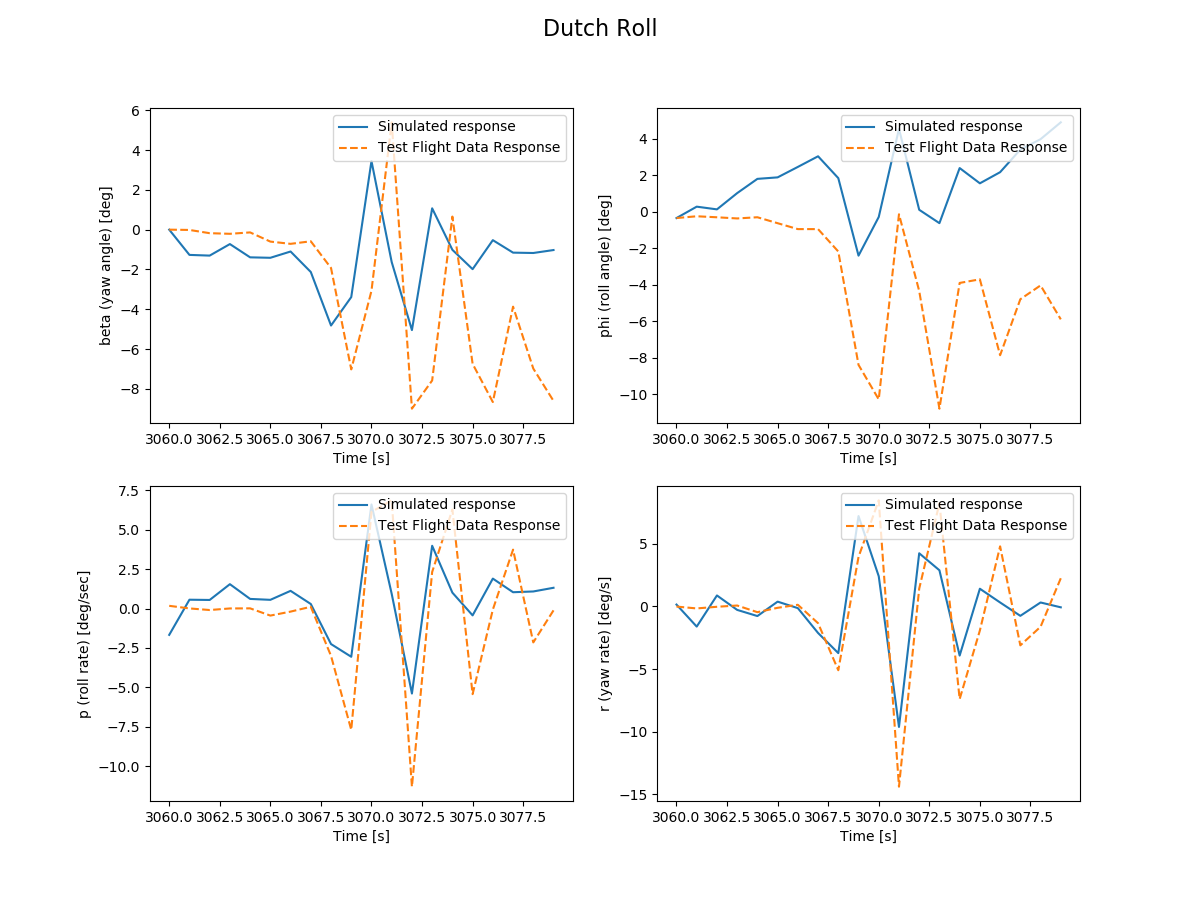 Dutch Roll
6
4
2
0
−2
−4
−6
−8
beta (yaw angle) [deg]
Simulated response
Test Flight Data Response
3060.0 3062.5 3065.0 3067.5 3070.0 3072.5 3075.0 3077.5
Time [s]
4
2
0
−2
−4
−6
−8
−10
phi (roll angle) [deg]
Simulated response
Test Flight Data Response
3060.0 3062.5 3065.0 3067.5 3070.0 3072.5 3075.0 3077.5
Time [s]
7.5
5.0
2.5
0.0
−2.5
−5.0
−7.5
−10.0
p (roll rate) [deg/sec]
Simulated response
Test Flight Data Response
3060.0 3062.5 3065.0 3067.5 3070.0 3072.5 3075.0 3077.5
Time [s]
5
0
−5
−10
−15
r (yaw rate) [deg/s]
Simulated response
Test Flight Data Response
3060.0 3062.5 3065.0 3067.5 3070.0 3072.5 3075.0 3077.5
Time [s]